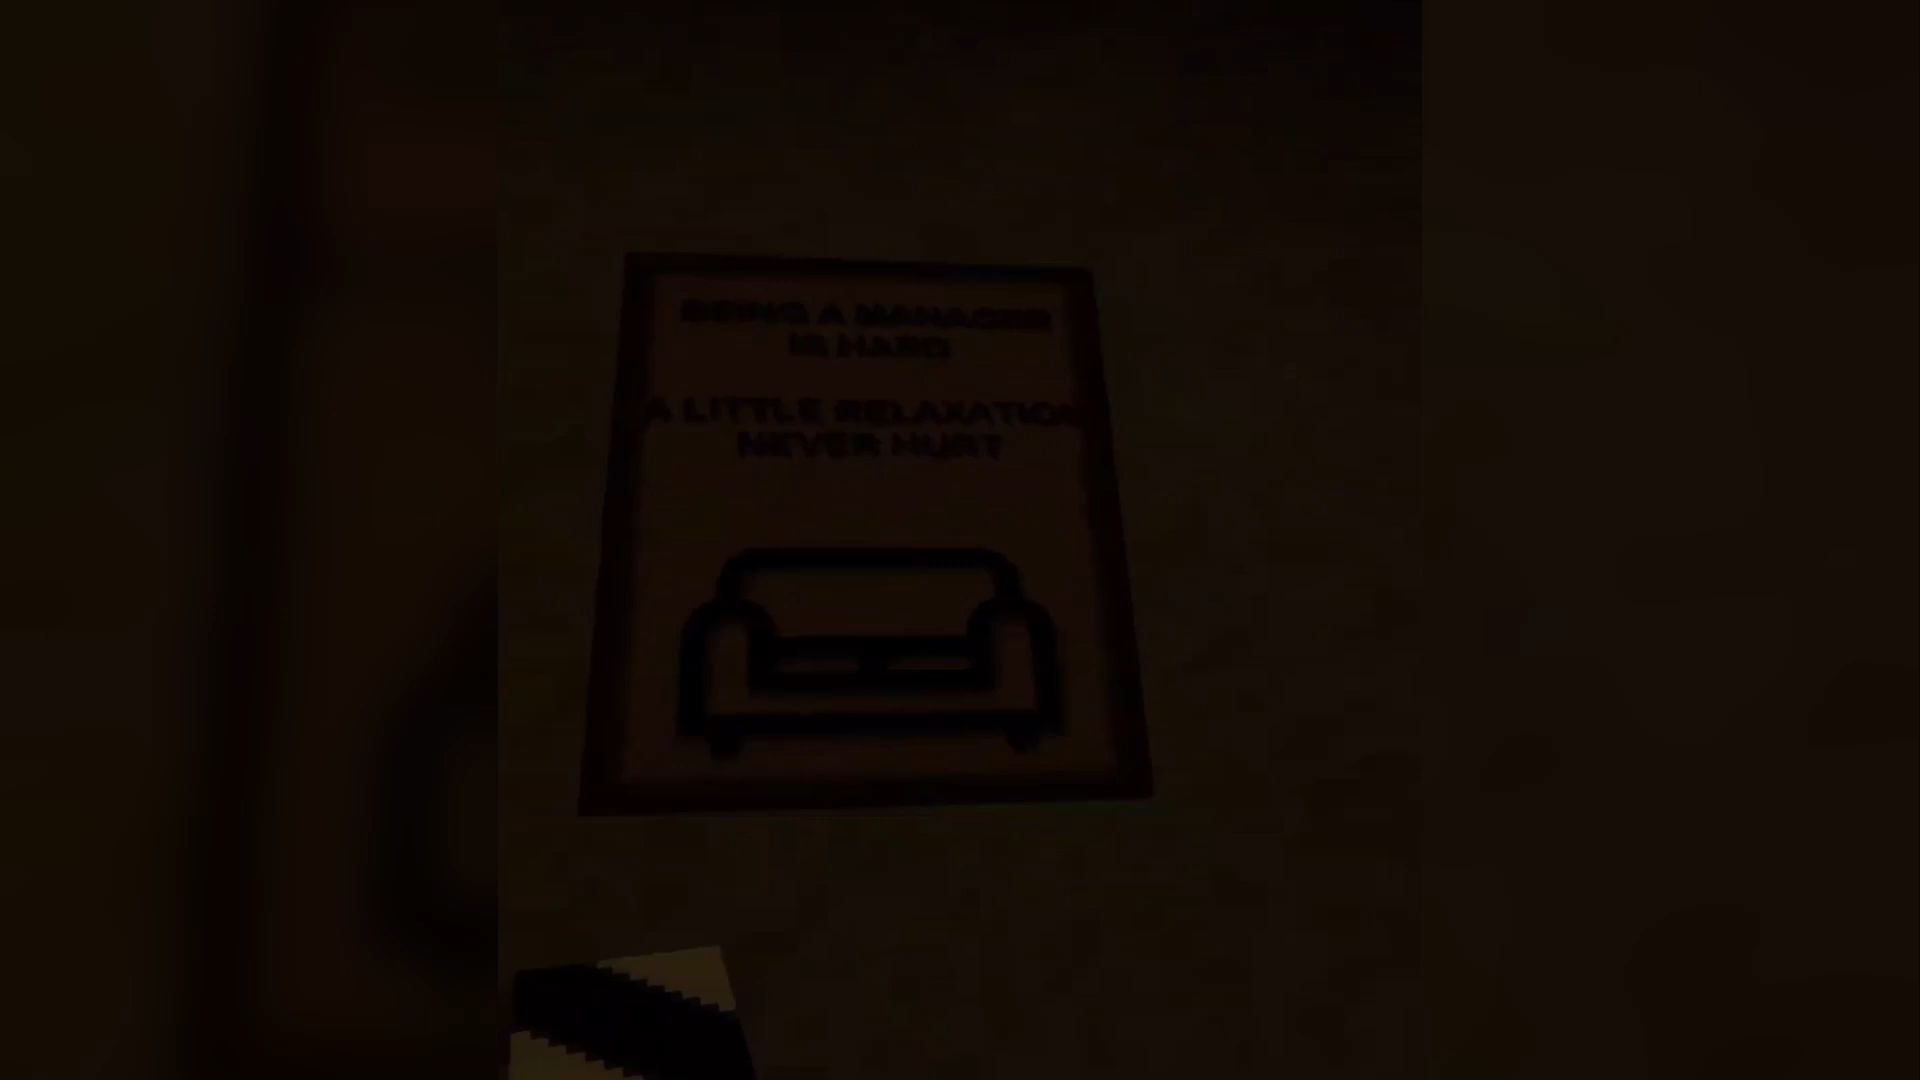 BEING A MANAGER
IS HARD
A LITTLE RELAXATION
NEVER HURT